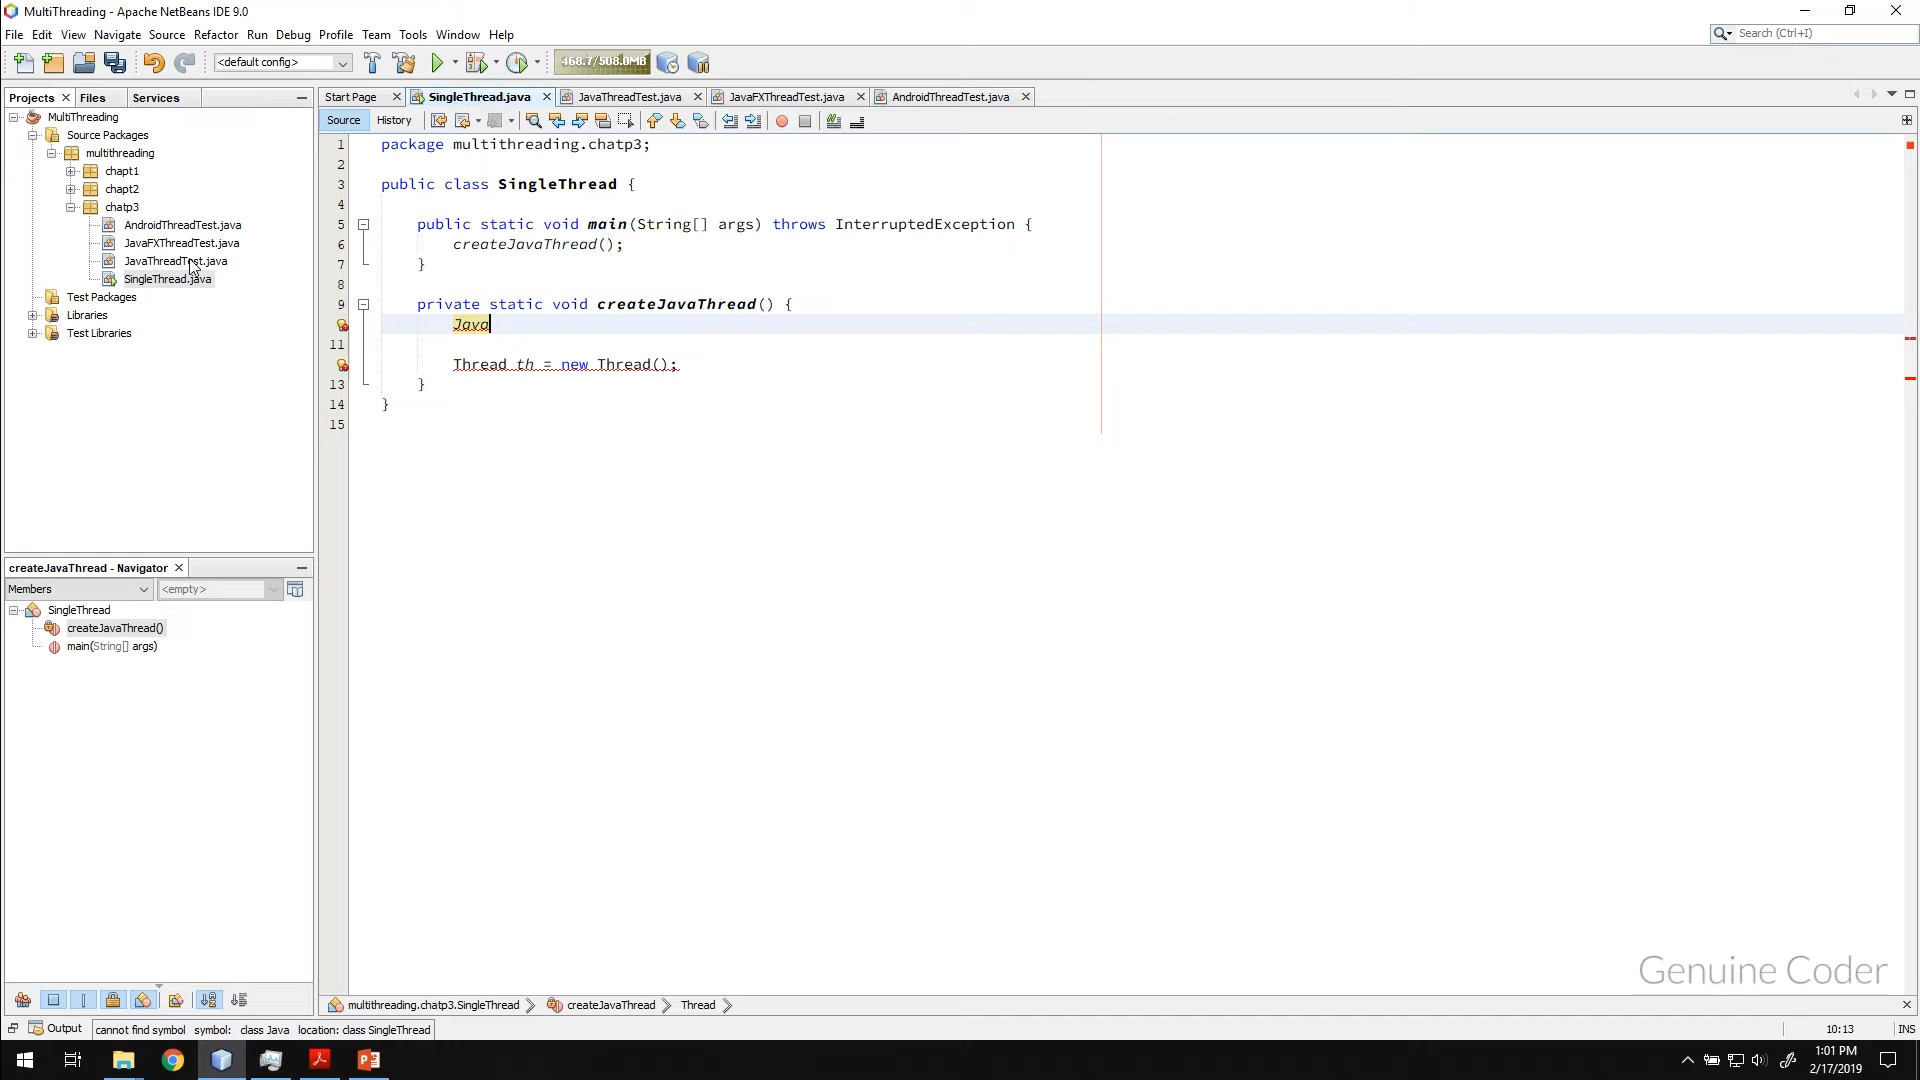 MultiThreading - Apache NetBeans IDE 9.0
File Edit View Navigate Source Refactor Run Debug Profile Team Tools Window Help
Search (Ctrl+I)
<default config>
468.7/508.0MB
Projects Files Services
Start Page SingleThread.java JavaThreadTest.java JavaFXThreadTest.java AndroidThreadTest.java
Source History
MultiThreading
Source Packages
multithreading
chapt1
chapt2
chatp3
AndroidThreadTest.java
JavaFXThreadTest.java
JavaThreadTest.java
SingleThread.java
Test Packages
Libraries
Test Libraries
1 package multithreading.chatp3;
2
3 public class SingleThread {
4
5 public static void main(String[] args) throws InterruptedException {
6 createJavaThread();
7 }
8
9 private static void createJavaThread() {
Java
11
Thread th = new Thread();
13 }
14 }
15
createJavaThread - Navigator
Members <empty>
SingleThread
createJavaThread()
main(String[] args)
Genuine Coder
multithreading.chatp3.SingleThread createJavaThread Thread
Output cannot find symbol symbol: class Java location: class SingleThread
10:13 INS
1:01 PM
2/17/2019